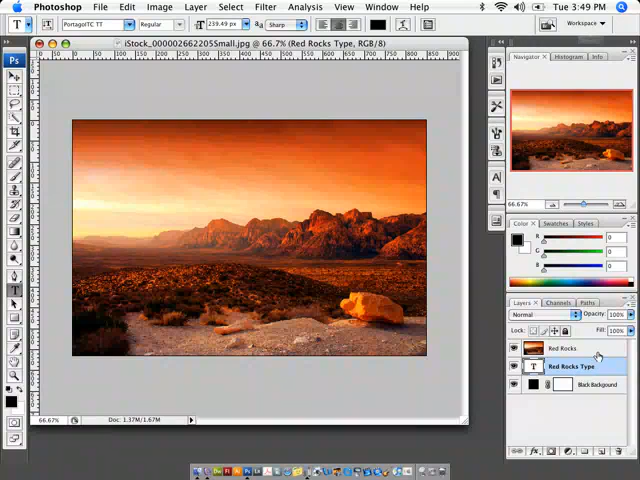 Photoshop File Edit Image Layer Select Filter Analysis View Window Help Tue 3:49 PM
T PortagoITC TT Regular T 239.49 pt aa Sharp Workspace
iStock_000002662205Small.jpg @ 66.7% (Red Rocks Type, RGB/8)
Ps
Navigator Histogram Info
66.67%
Color Swatches Styles
R 0
G 0
B 0
Layers Channels Paths
Normal Opacity: 100%
Lock: Fill: 100%
Red Rocks
T Red Rocks Type
Black Background
66.67% Doc: 1.37M/1.67M